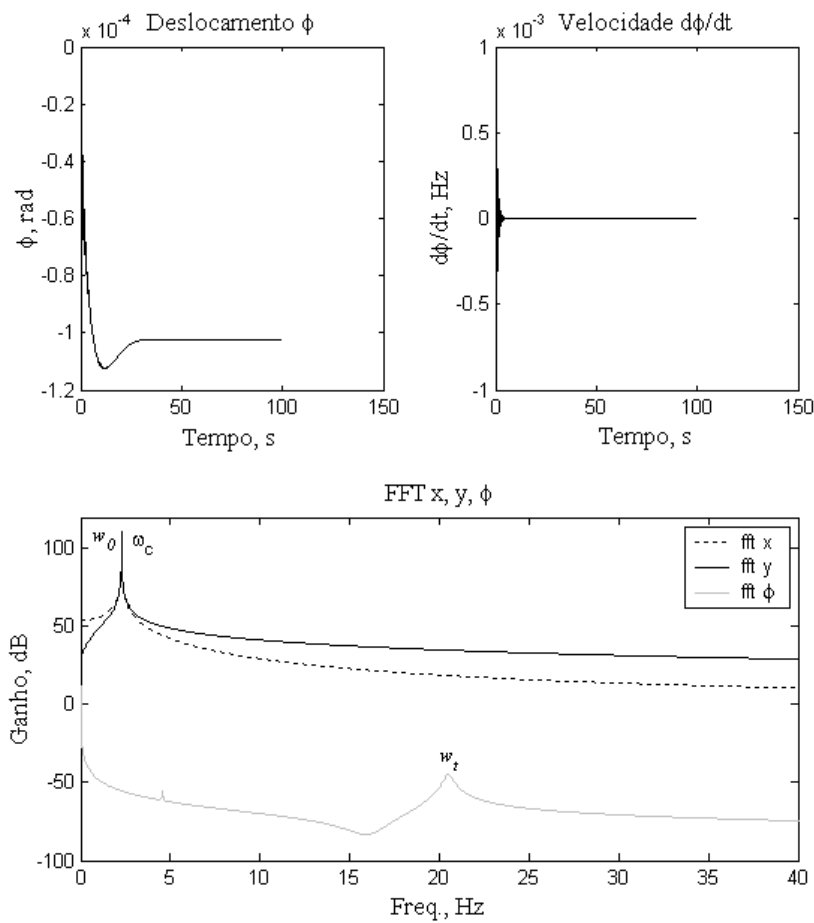 x 10⁻⁴ Deslocamento ϕ
0
-0.2
-0.4
-0.6
-0.8
-1
-1.2
ϕ, rad
0 50 100 150
Tempo, s
x 10⁻³ Velocidade dϕ/dt
1
0.5
0
-0.5
-1
dϕ/dt, Hz
0 50 100 150
Tempo, s
FFT x, y, ϕ
100
50
0
-50
-100
Ganho, dB
w₀ ω_c
w_t
fft x
fft y
fft ϕ
0 5 10 15 20 25 30 35 40
Freq., Hz